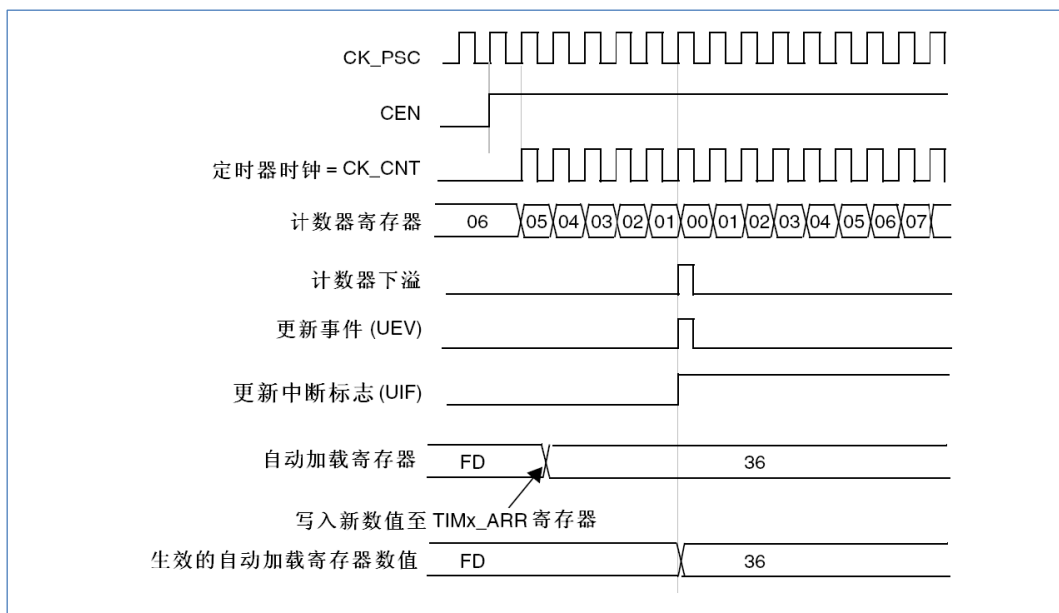 CK_PSC
CEN
定时器时钟 = CK_CNT
计数器寄存器 06 05 04 03 02 01 00 01 02 03 04 05 06 07
计数器下溢
更新事件 (UEV)
更新中断标志 (UIF)
自动加载寄存器 FD 36
写入新数值至 TIMx_ARR 寄存器
生效的自动加载寄存器数值 FD 36